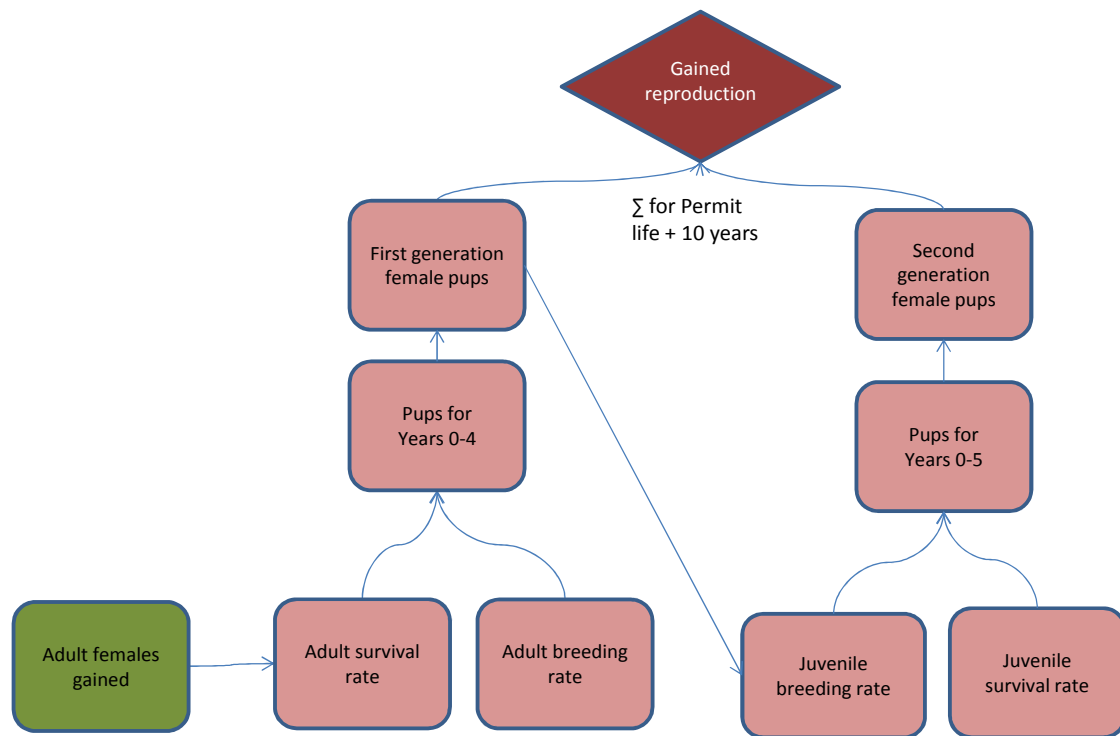 Gained
reproduction
∑ for Permit
life + 10 years
First generation
female pups
Second
generation
female pups
Pups for
Years 0-4
Pups for
Years 0-5
Adult females
gained
Adult survival
rate
Adult breeding
rate
Juvenile
breeding rate
Juvenile
survival rate